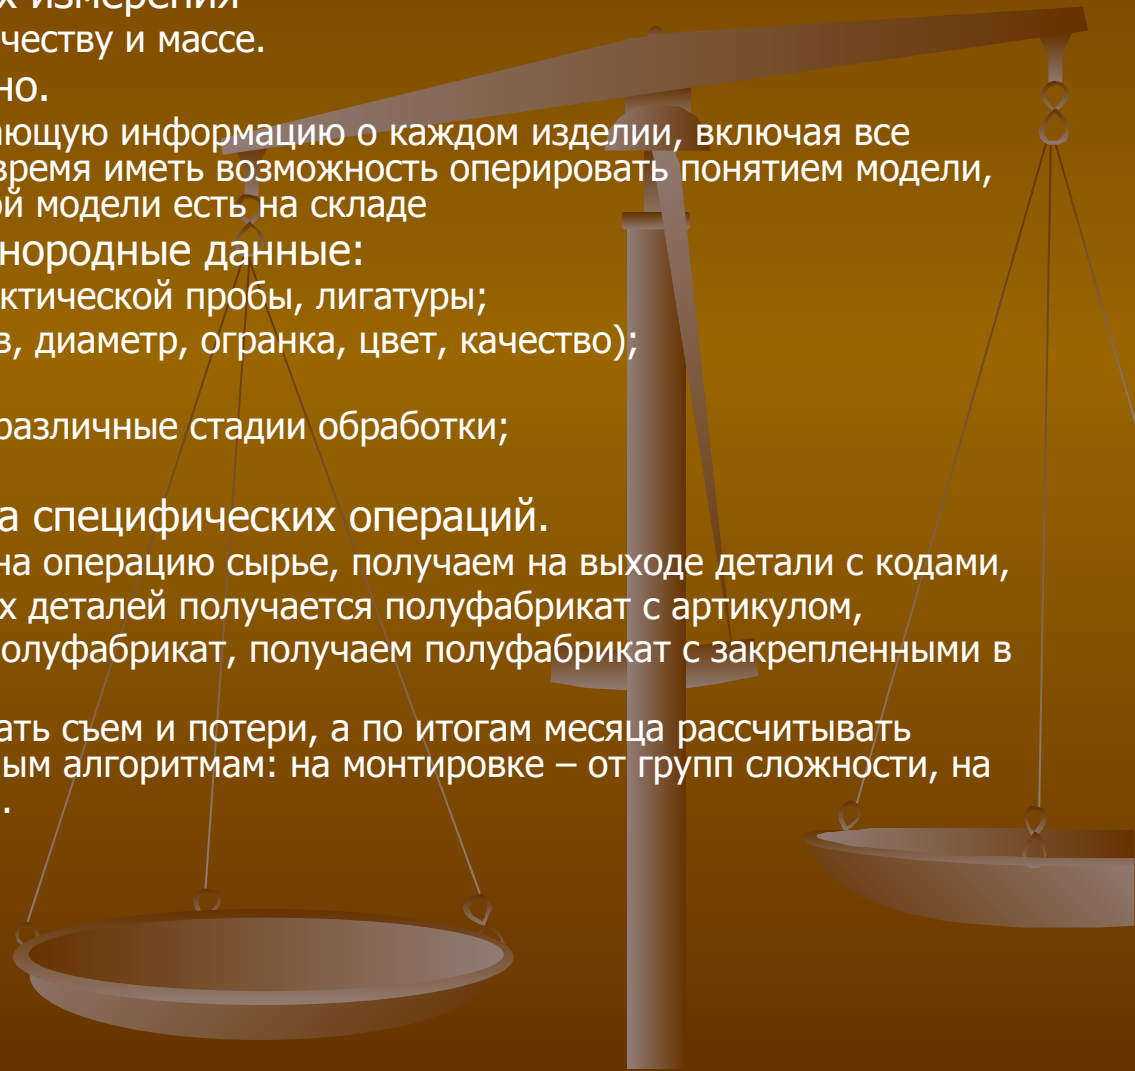 х измерения
честву и массе.
но.
ающую информацию о каждом изделии, включая все
время иметь возможность оперировать понятием модели,
ой модели есть на складе
нородные данные:
ктической пробы, лигатуры;
в, диаметр, огранка, цвет, качество);
различные стадии обработки;
а специфических операций.
на операцию сырье, получаем на выходе детали с кодами,
х деталей получается полуфабрикат с артикулом,
олуфабрикат, получаем полуфабрикат с закрепленными в
ать съем и потери, а по итогам месяца рассчитывать
ым алгоритмам: на монтировке – от групп сложности, на
.